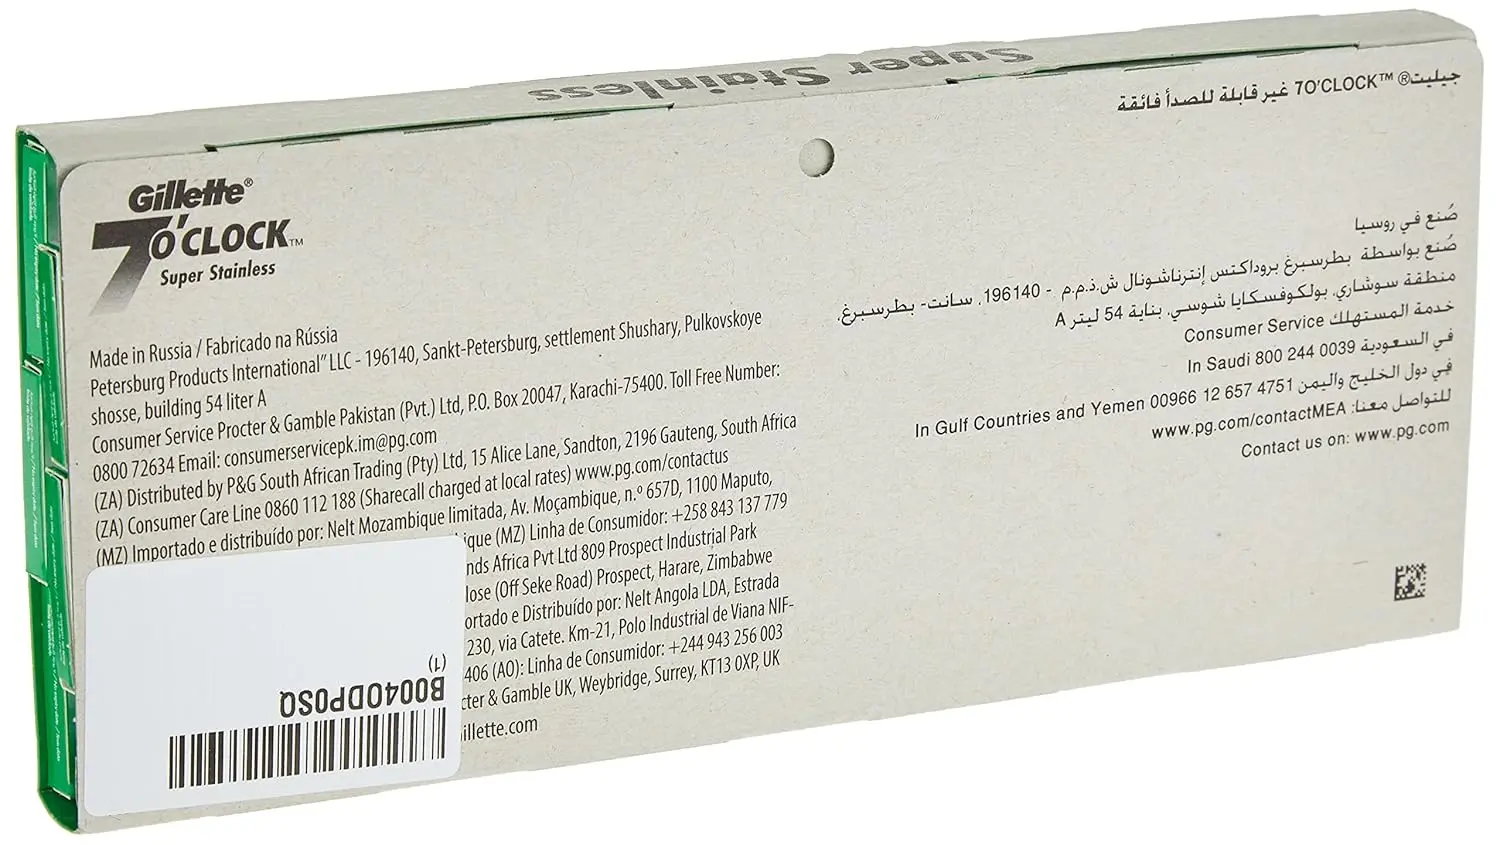 Super Stainless
Gillette®
7 O'CLOCK™
Super Stainless
Made in Russia / Fabricado na Rússia
Petersburg Products International" LLC - 196140, Sankt-Petersburg, settlement Shushary, Pulkovskoye
shosse, building 54 liter A
Consumer Service Procter & Gamble Pakistan (Pvt.) Ltd, P.O. Box 20047, Karachi-75400. Toll Free Number:
0800 72634 Email: consumerservicepk.im@pg.com
(ZA) Distributed by P&G South African Trading (Pty) Ltd, 15 Alice Lane, Sandton, 2196 Gauteng, South Africa
(ZA) Consumer Care Line 0860 112 188 (Sharecall charged at local rates) www.pg.com/contactus
(MZ) Importado e distribuído por: Nelt Mozambique limitada, Av. Moçambique, n.º 657D, 1100 Maputo,
ique (MZ) Linha de Consumidor: +258 843 137 779
nds Africa Pvt Ltd 809 Prospect Industrial Park
lose (Off Seke Road) Prospect, Harare, Zimbabwe
ortado e Distribuído por: Nelt Angola LDA, Estrada
230, via Catete. Km-21, Polo Industrial de Viana NIF-
406 (AO): Linha de Consumidor: +244 943 256 003
cter & Gamble UK, Weybridge, Surrey, KT13 0XP, UK
illette.com
B004ODP0SQ
(1)
جيليت® 7O'CLOCK™ غير قابلة للصدأ فائقة
صُنع في روسيا
صُنع بواسطة بطرسبرغ بروداكتس إنترناشونال ش.ذ.م.م - 196140, سانت- بطرسبرغ,
منطقة سوشاري, بولكوفسكايا شوسي, بناية 54 ليتر A
خدمة المستهلك Consumer Service
في السعودية In Saudi 800 244 0039
في دول الخليج واليمن In Gulf Countries and Yemen 00966 12 657 4751
للتواصل معنا: www.pg.com/contactMEA
Contact us on: www.pg.com